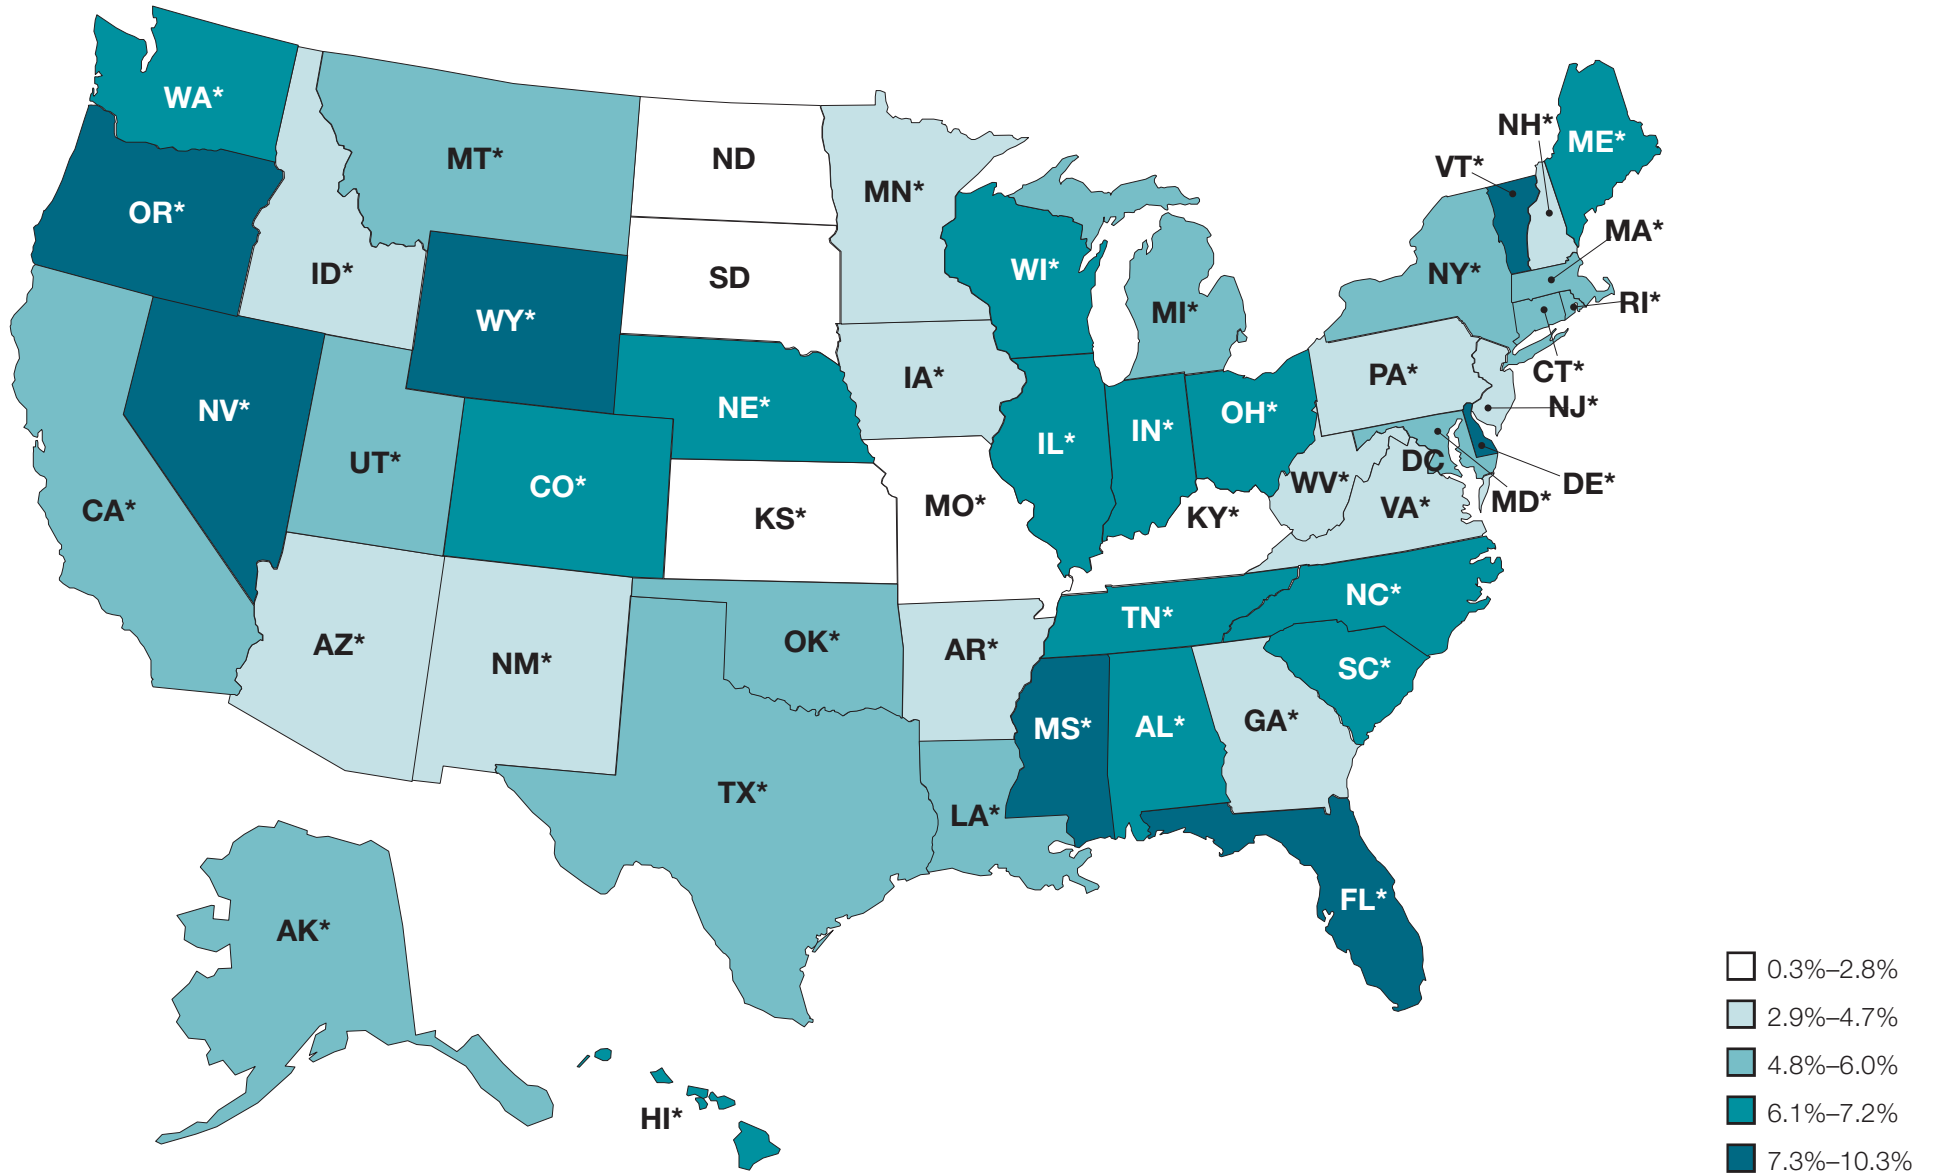 WA*
OR*
MT*
ID*
WY*
ND
SD
MN*
WI*
MI*
VT*
NH*
ME*
MA*
NY*
RI*
CT*
PA*
NJ*
NV*
UT*
CA*
CO*
NE*
IA*
IL*
IN*
OH*
KS*
MO*
KY*
WV*
DC
VA*
MD*
DE*
AZ*
NM*
OK*
AR*
TN*
NC*
SC*
MS*
AL*
GA*
TX*
LA*
FL*
AK*
HI*
0.3%–2.8%
2.9%–4.7%
4.8%–6.0%
6.1%–7.2%
7.3%–10.3%